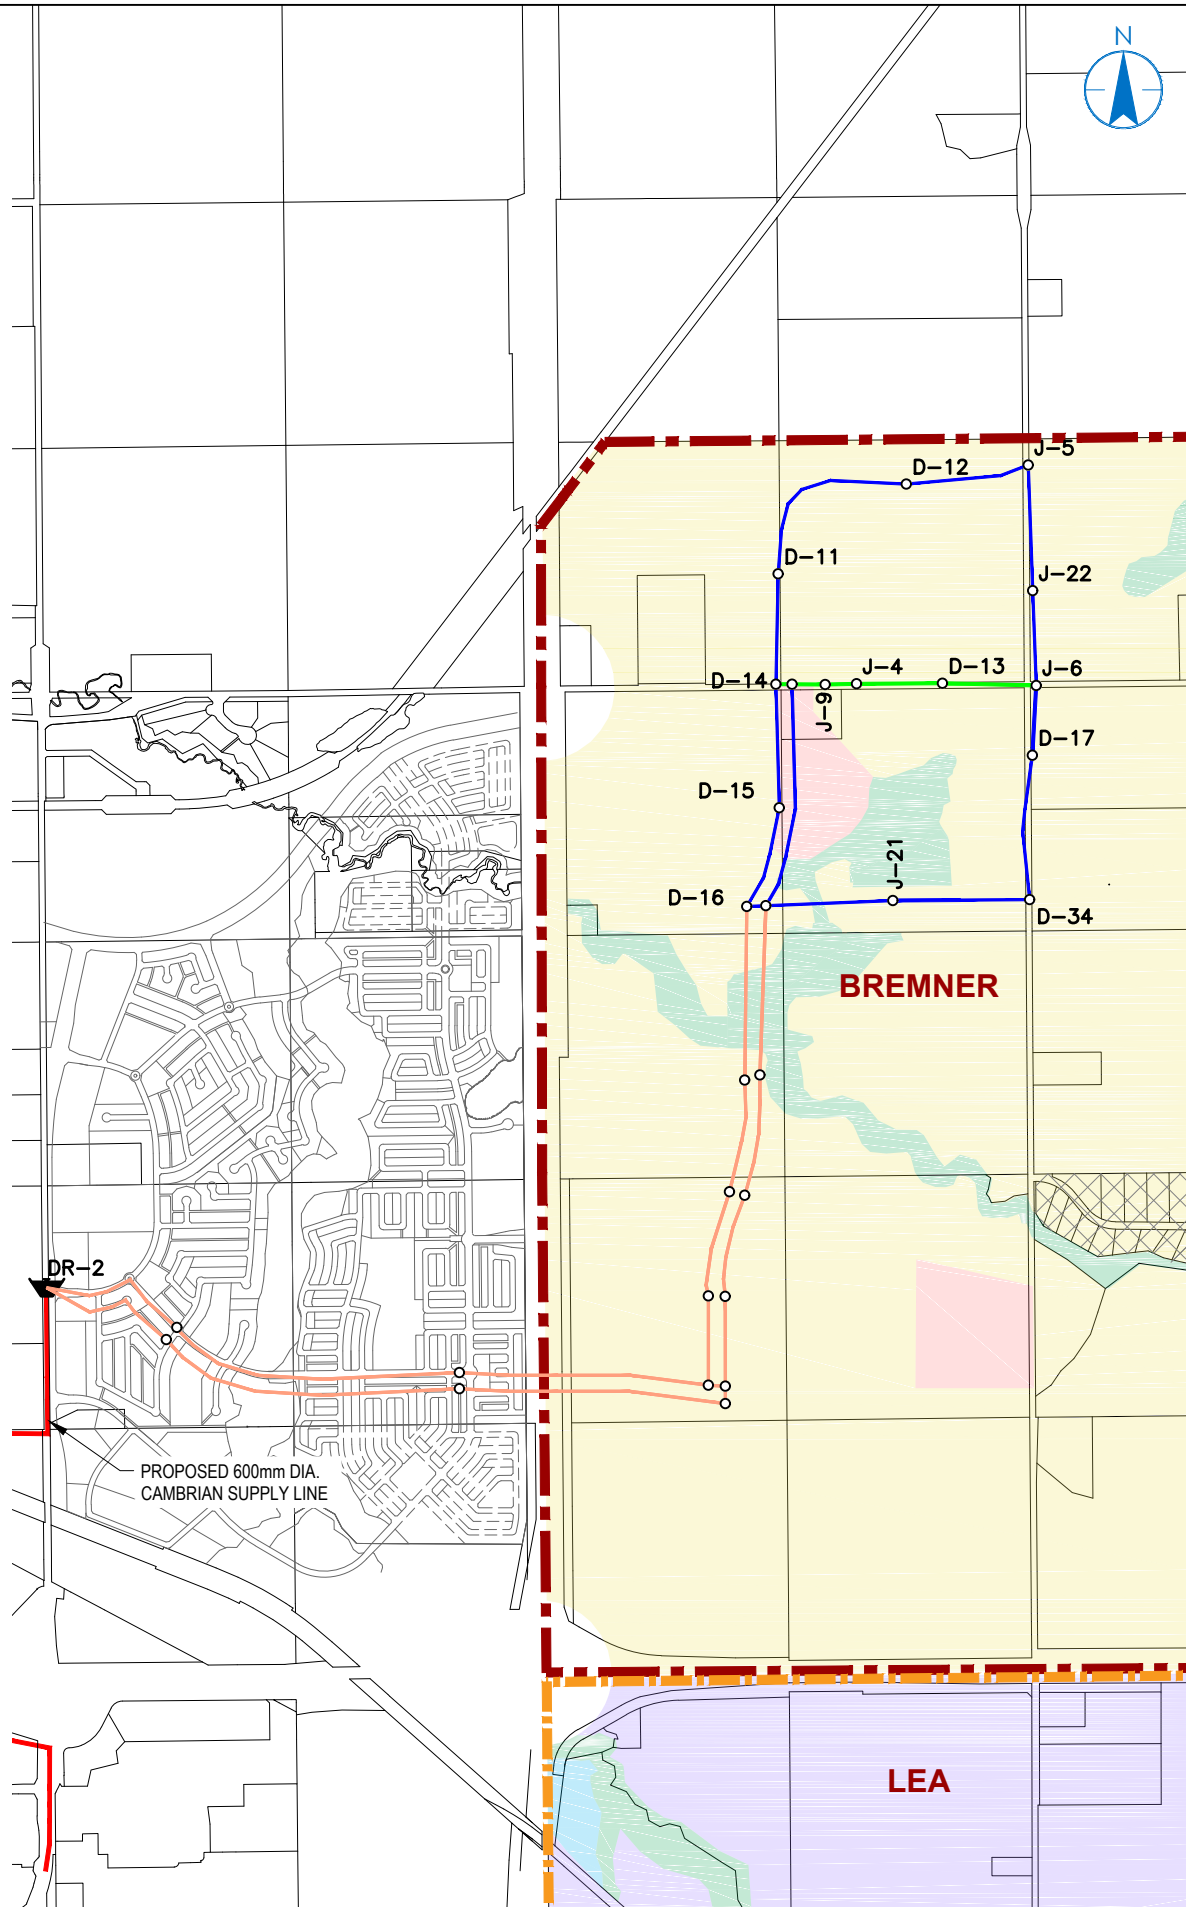 N
J-5
D-12
D-11
J-22
D-14
J-4
D-13
J-6
J-9
D-17
D-15
J-21
D-16
D-34
BREMNER
DR-2
PROPOSED 600mm DIA.
CAMBRIAN SUPPLY LINE
LEA